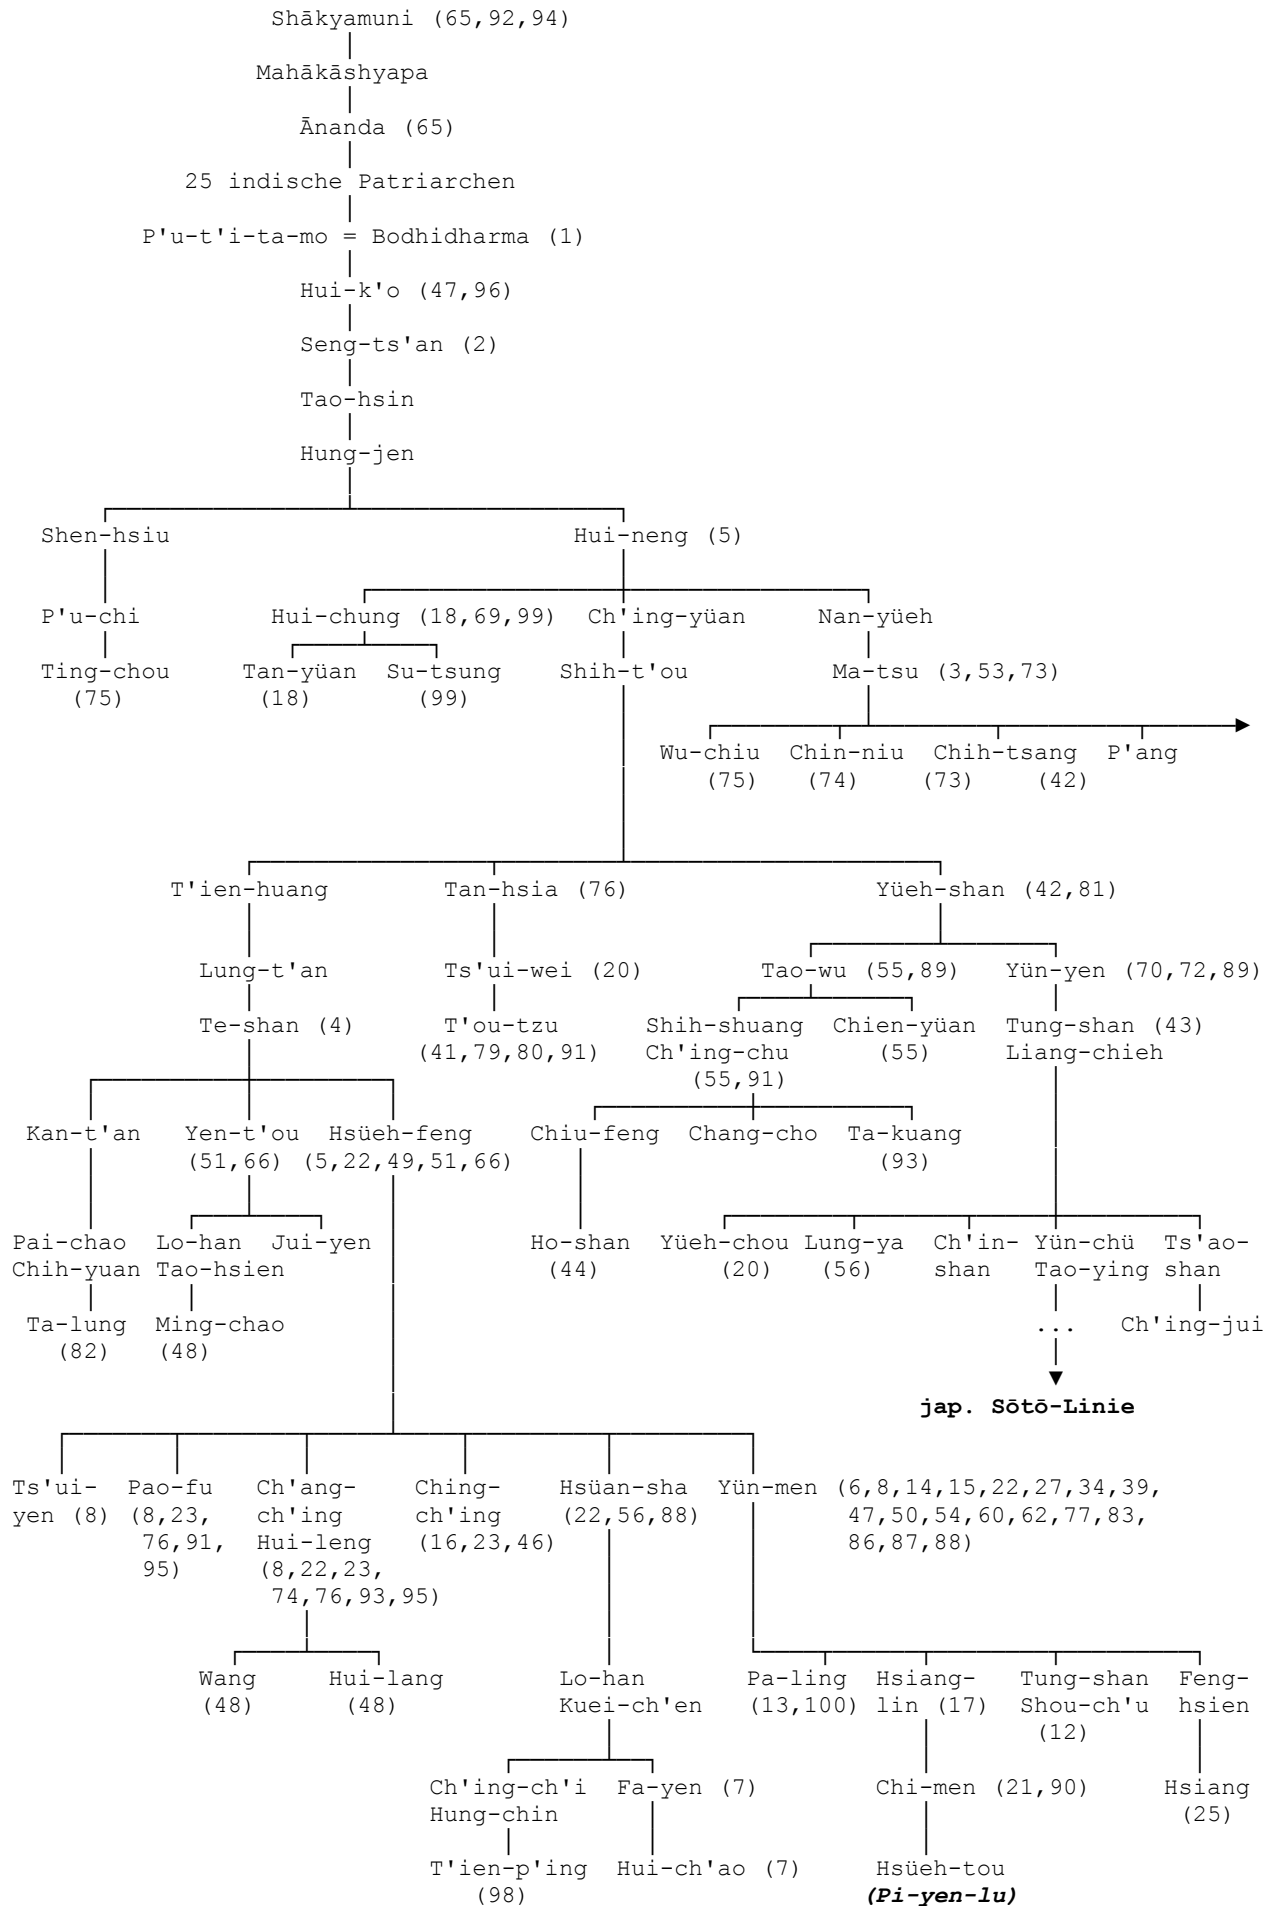 Shākyamuni (65,92,94)
Mahākāshyapa
Ānanda (65)
25 indische Patriarchen
P'u-t'i-ta-mo = Bodhidharma (1)
Hui-k'o (47,96)
Seng-ts'an (2)
Tao-hsin
Hung-jen
Shen-hsiu Hui-neng (5)
P'u-chi Hui-chung (18,69,99) Ch'ing-yüan Nan-yüeh
Ting-chou Tan-yüan Su-tsung Shih-t'ou Ma-tsu (3,53,73)
(75) (18) (99)
Wu-chiu Chin-niu Chih-tsang P'ang
(75) (74) (73) (42)
T'ien-huang Tan-hsia (76) Yüeh-shan (42,81)
Lung-t'an Ts'ui-wei (20) Tao-wu (55,89) Yün-yen (70,72,89)
Te-shan (4) T'ou-tzu Shih-shuang Chien-yüan Tung-shan (43)
(41,79,80,91) Ch'ing-chu (55) Liang-chieh
(55,91)
Kan-t'an Yen-t'ou Hsüeh-feng Chiu-feng Chang-cho Ta-kuang
(51,66) (5,22,49,51,66) (93)
Pai-chao Lo-han Jui-yen Ho-shan Yüeh-chou Lung-ya Ch'in- Yün-chü Ts'ao-
Chih-yuan Tao-hsien (44) (20) (56) shan Tao-ying shan
Ta-lung Ming-chao ... Ch'ing-jui
(82) (48)
jap. Sōtō-Linie
Ts'ui- Pao-fu Ch'ang- Ching- Hsüan-sha Yün-men (6,8,14,15,22,27,34,39,
yen (8) (8,23, ch'ing ch'ing (22,56,88) 47,50,54,60,62,77,83,
76,91, Hui-leng (16,23,46) 86,87,88)
95) (8,22,23,
74,76,93,95)
Wang Hui-lang Lo-han Pa-ling Hsiang- Tung-shan Feng-
(48) (48) Kuei-ch'en (13,100) lin (17) Shou-ch'u hsien
(12)
Ch'ing-ch'i Fa-yen (7) Chi-men (21,90) Hsiang
Hung-chin (25)
T'ien-p'ing Hui-ch'ao (7) Hsüeh-tou
(98) (Pi-yen-lu)